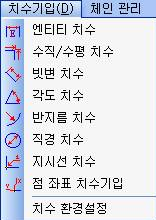 치수기입(D) 체인 관리
엔티티 치수
수직/수평 치수
빗변 치수
각도 치수
반지름 치수
직경 치수
지시선 치수
점 좌표 치수기입
치수 환경설정